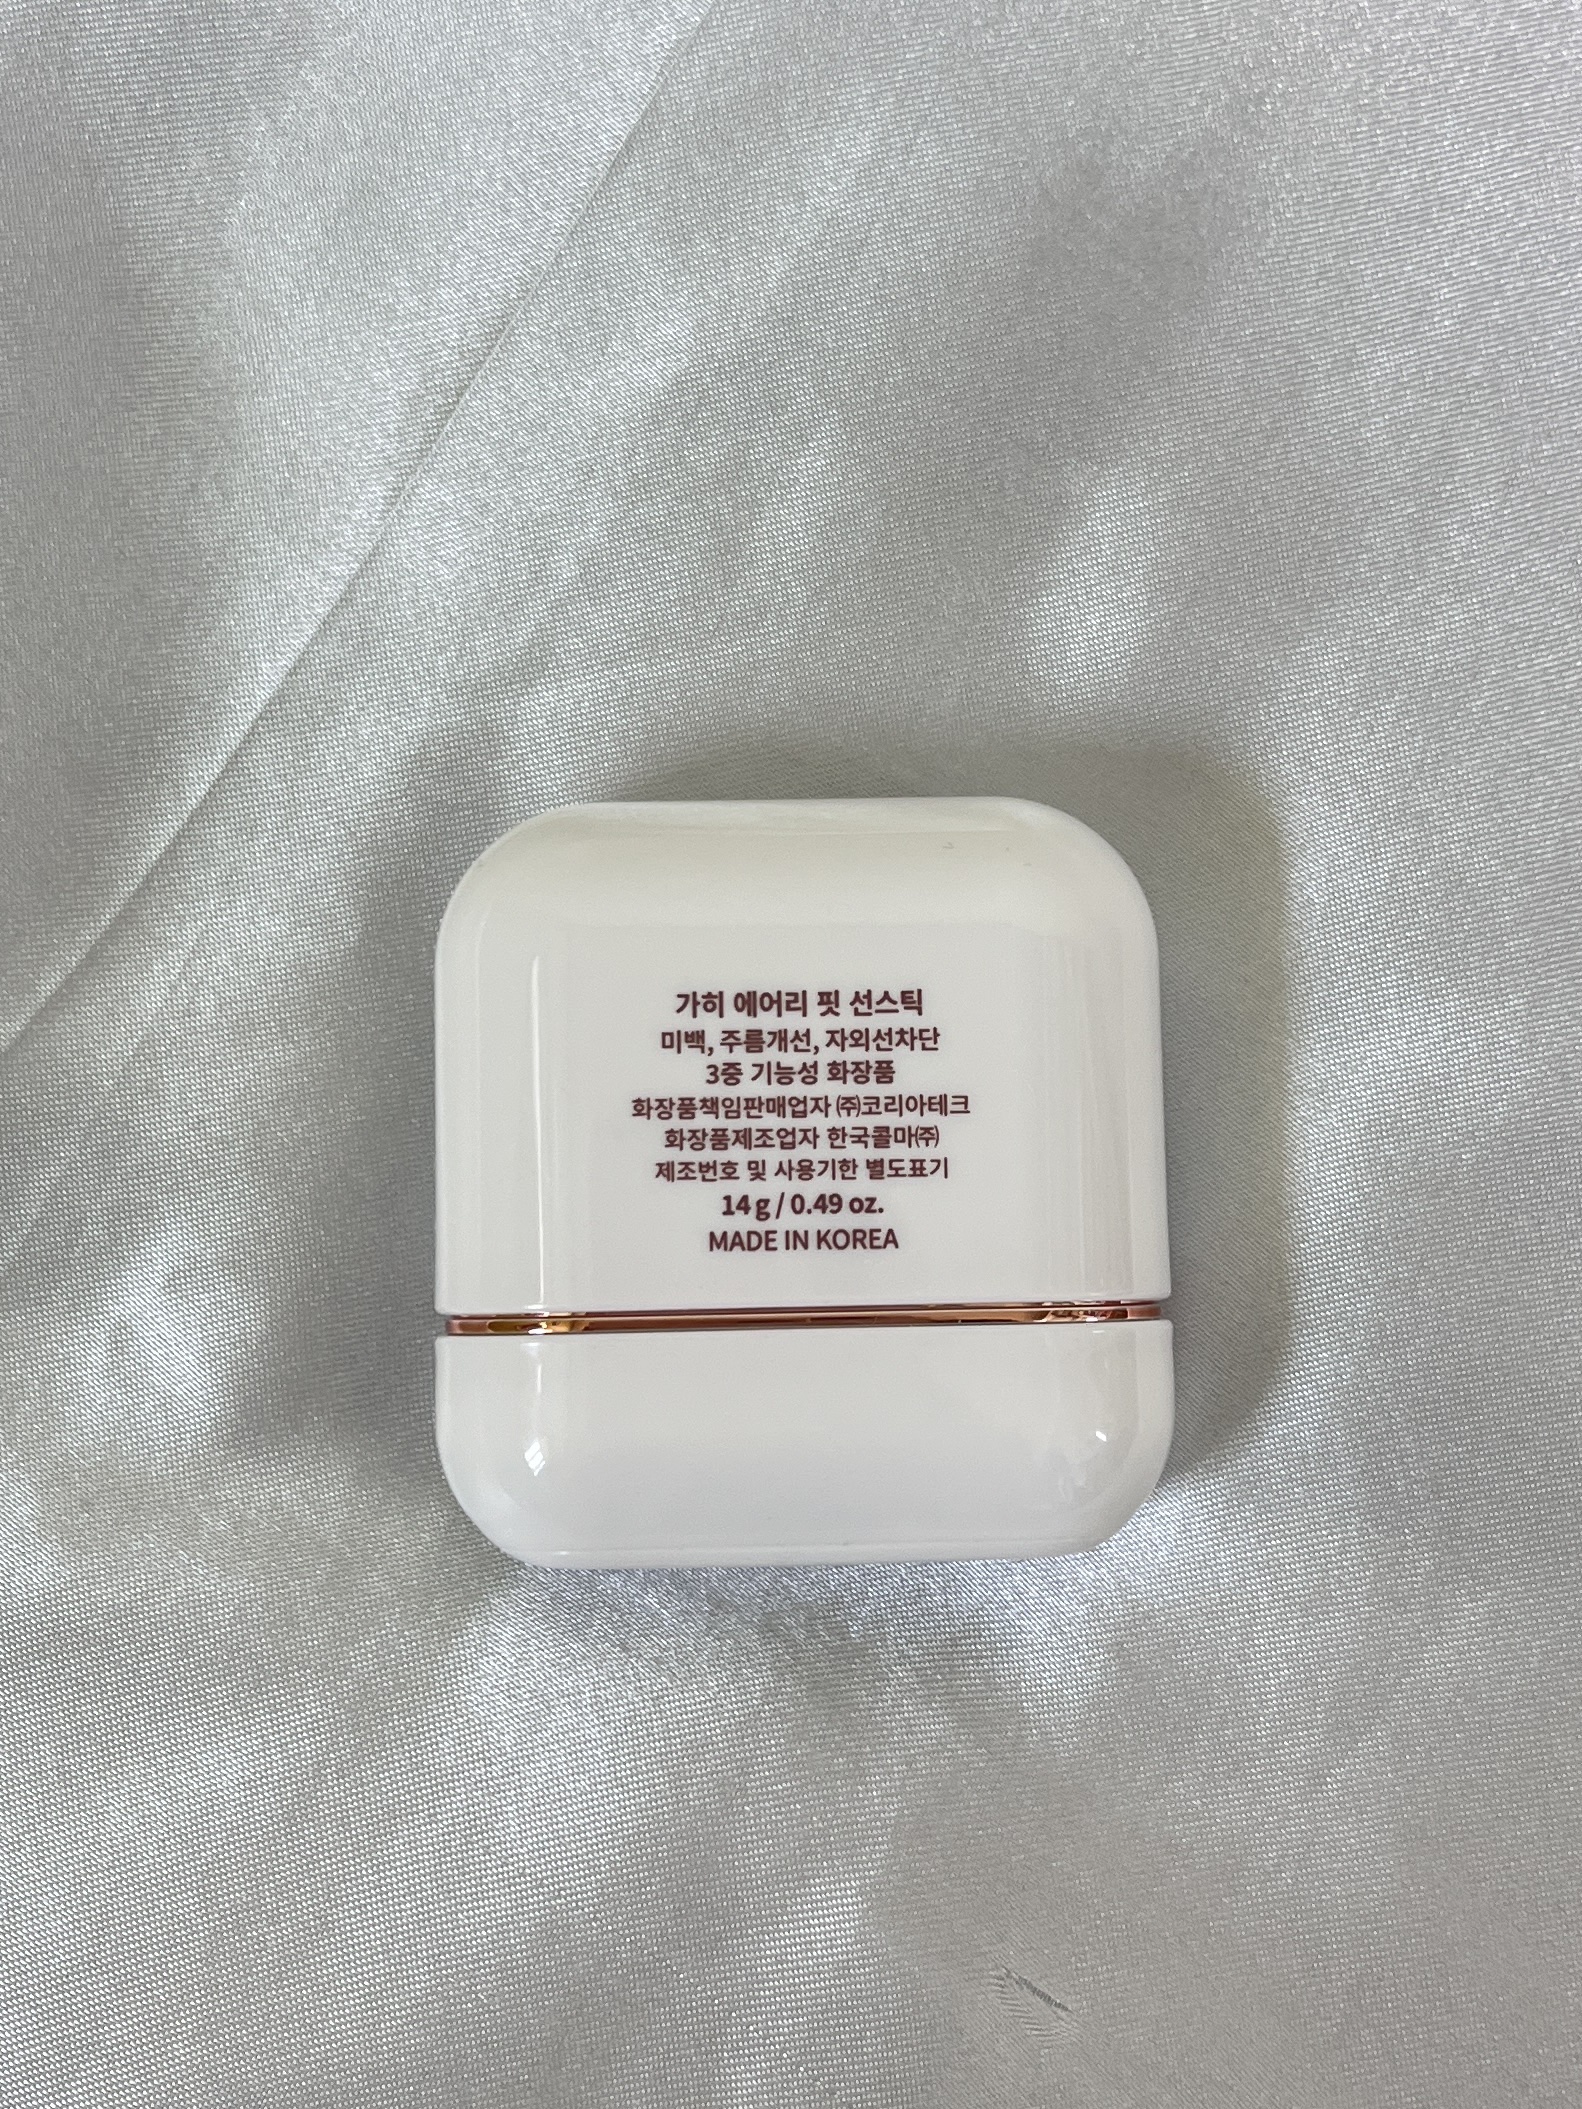 가히 에어리 핏 선스틱
미백, 주름개선, 자외선차단
3중 기능성 화장품
화장품책임판매업자 ㈜코리아테크
화장품제조업자 한국콜마㈜
제조번호 및 사용기한 별도표기
14 g / 0.49 oz.
MADE IN KOREA